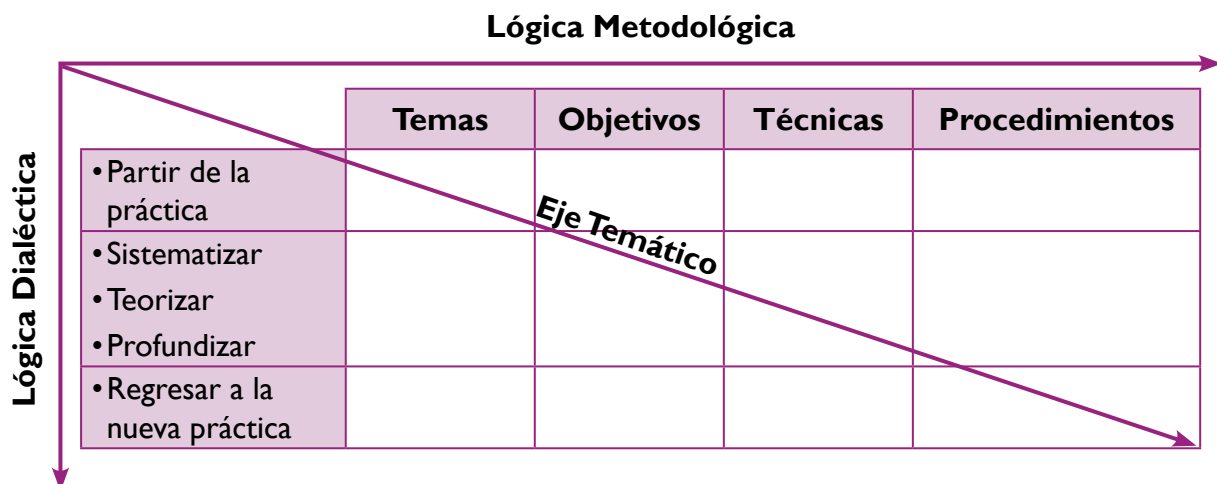 Lógica Metodológica
Temas
Objetivos
Técnicas
Procedimientos
Lógica Dialéctica
• Partir de la
práctica
• Sistematizar
• Teorizar
• Profundizar
• Regresar a la
nueva práctica
Eje Temático